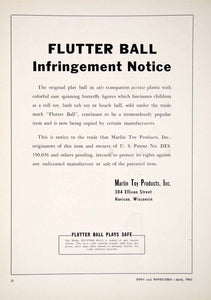 FLUTTER BALL
Infringement Notice
The original play ball in safe transparent acetate plastic with
colorful easy spinning butterfly figures which fascinates children
as a roll toy, bath tub toy or beach ball, sold under the trade
mark "Flutter Ball", continues to be a tremendously popular
item and is now being copied by certain manufacturers.
This is notice to the trade that Marlin Toy Products, Inc.,
originators of this item and owners of U. S. Patent No. DES.
190,036 and others pending, intends to protect its rights against
any unlicensed manufacture or sale of the patented item.
Marlin Toy Products, Inc.
304 Ellison Street
Horicon, Wisconsin
FLUTTER BALL PLAYS SAFE
TOYS and NOVELTIES—April, 1962